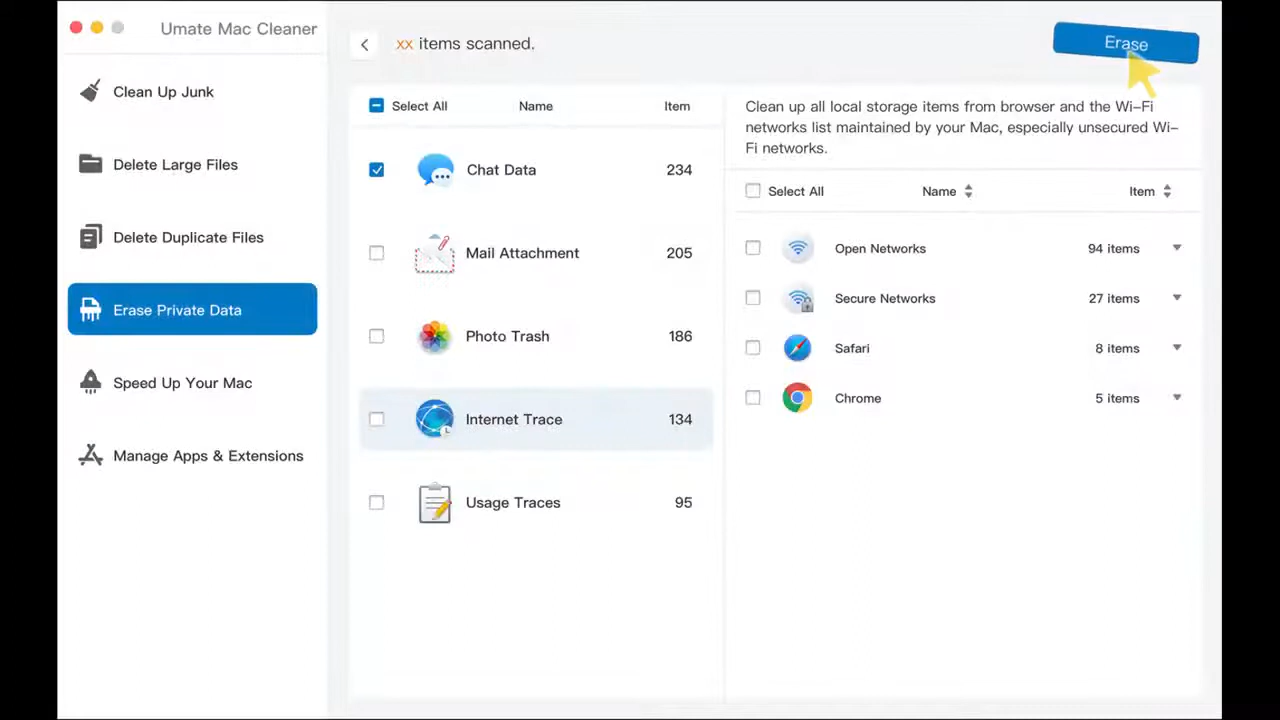 Umate Mac Cleaner
Clean Up Junk
Delete Large Files
Delete Duplicate Files
Erase Private Data
Speed Up Your Mac
Manage Apps & Extensions
xx items scanned.
Erase
Select All Name Item
Chat Data 234
Mail Attachment 205
Photo Trash 186
Internet Trace 134
Usage Traces 95
Clean up all local storage items from browser and the Wi-Fi
networks list maintained by your Mac, especially unsecured Wi-
Fi networks.
Select All Name Item
Open Networks 94 items
Secure Networks 27 items
Safari 8 items
Chrome 5 items